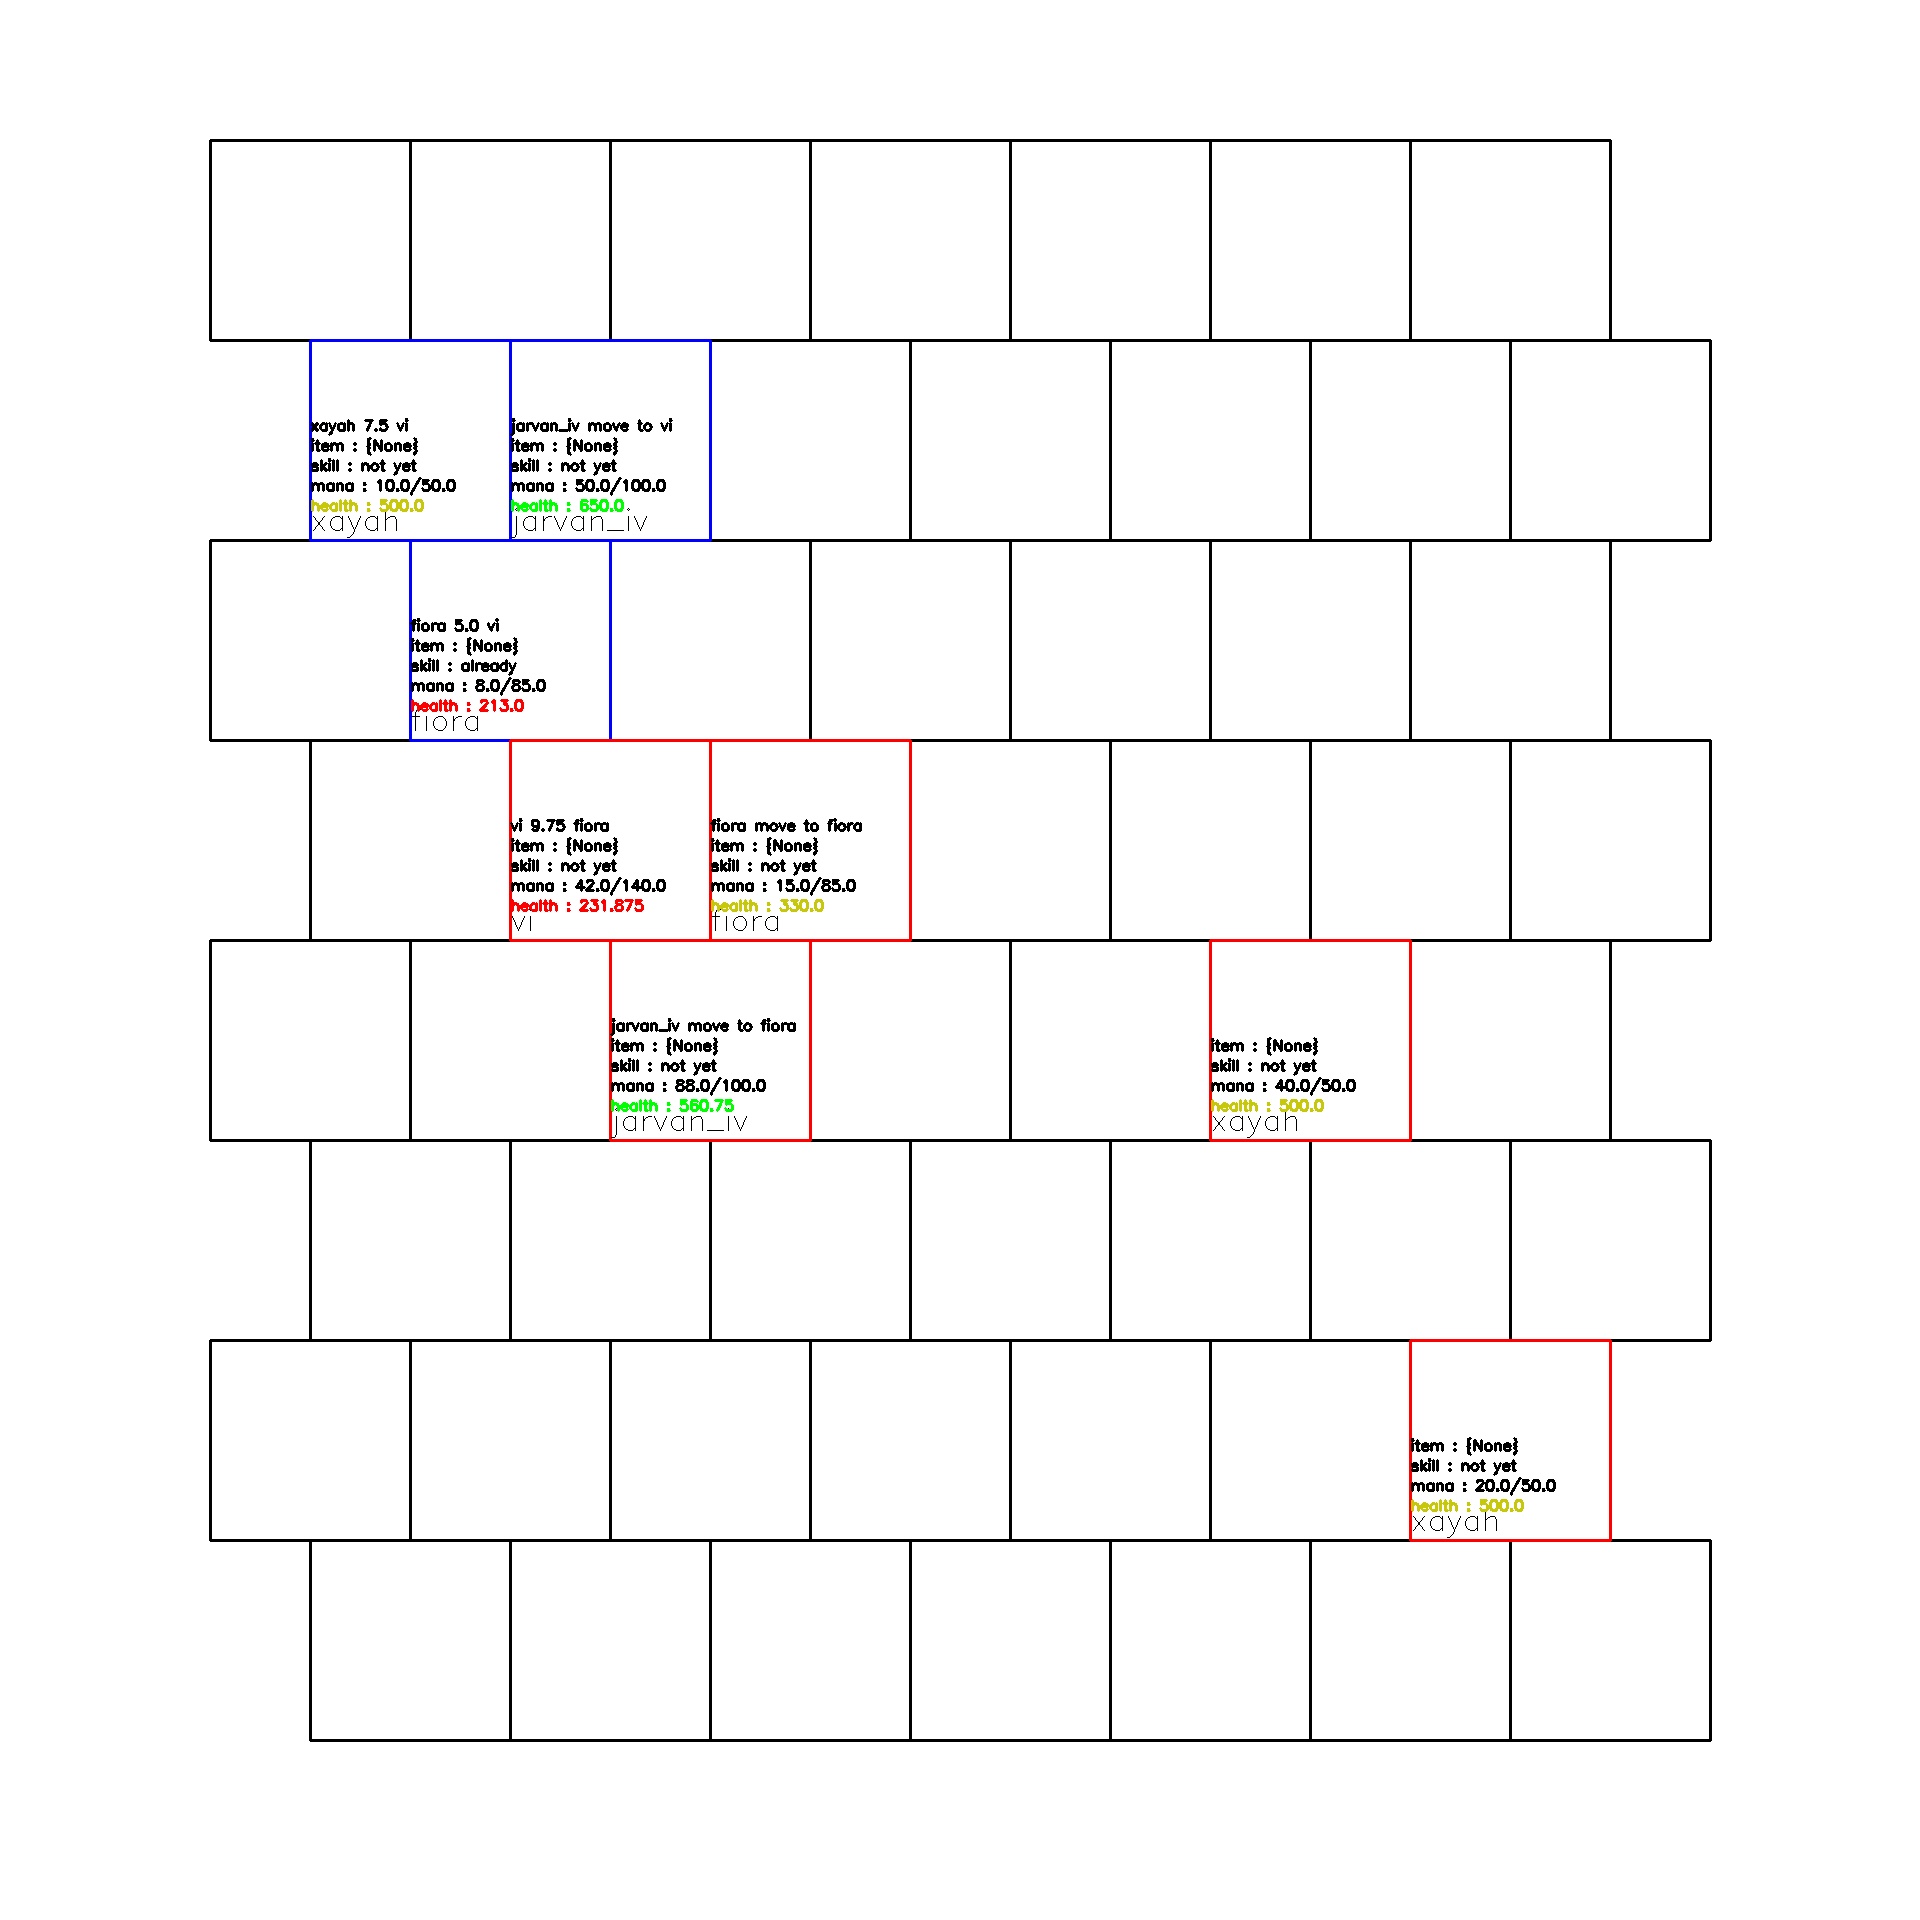 xayah 7.5 vi
item : {None}
skill : not yet
mana : 10.0/50.0
health : 500.0
xayah
jarvan_iv move to vi
item : {None}
skill : not yet
mana : 50.0/100.0
health : 650.0
jarvan_iv
fiora 5.0 vi
item : {None}
skill : already
mana : 8.0/85.0
health : 213.0
fiora
vi 9.75 fiora
item : {None}
skill : not yet
mana : 42.0/140.0
health : 231.875
vi
fiora move to fiora
item : {None}
skill : not yet
mana : 15.0/85.0
health : 330.0
fiora
jarvan_iv move to fiora
item : {None}
skill : not yet
mana : 88.0/100.0
health : 560.75
jarvan_iv
item : {None}
skill : not yet
mana : 40.0/50.0
health : 500.0
xayah
item : {None}
skill : not yet
mana : 20.0/50.0
health : 500.0
xayah